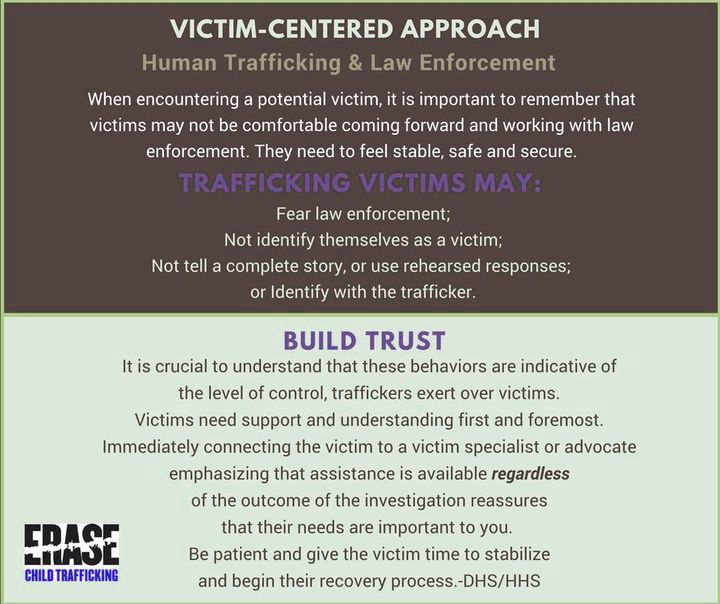 VICTIM-CENTERED APPROACH
Human Trafficking & Law Enforcement
When encountering a potential victim, it is important to remember that
victims may not be comfortable coming forward and working with law
enforcement. They need to feel stable, safe and secure.
TRAFFICKING VICTIMS MAY:
Fear law enforcement;
Not identify themselves as a victim;
Not tell a complete story, or use rehearsed responses;
or Identify with the trafficker.
BUILD TRUST
It is crucial to understand that these behaviors are indicative of
the level of control, traffickers exert over victims.
Victims need support and understanding first and foremost.
Immediately connecting the victim to a victim specialist or advocate
emphasizing that assistance is available regardless
of the outcome of the investigation reassures
that their needs are important to you.
Be patient and give the victim time to stabilize
and begin their recovery process.-DHS/HHS
ERASE
CHILD TRAFFICKING